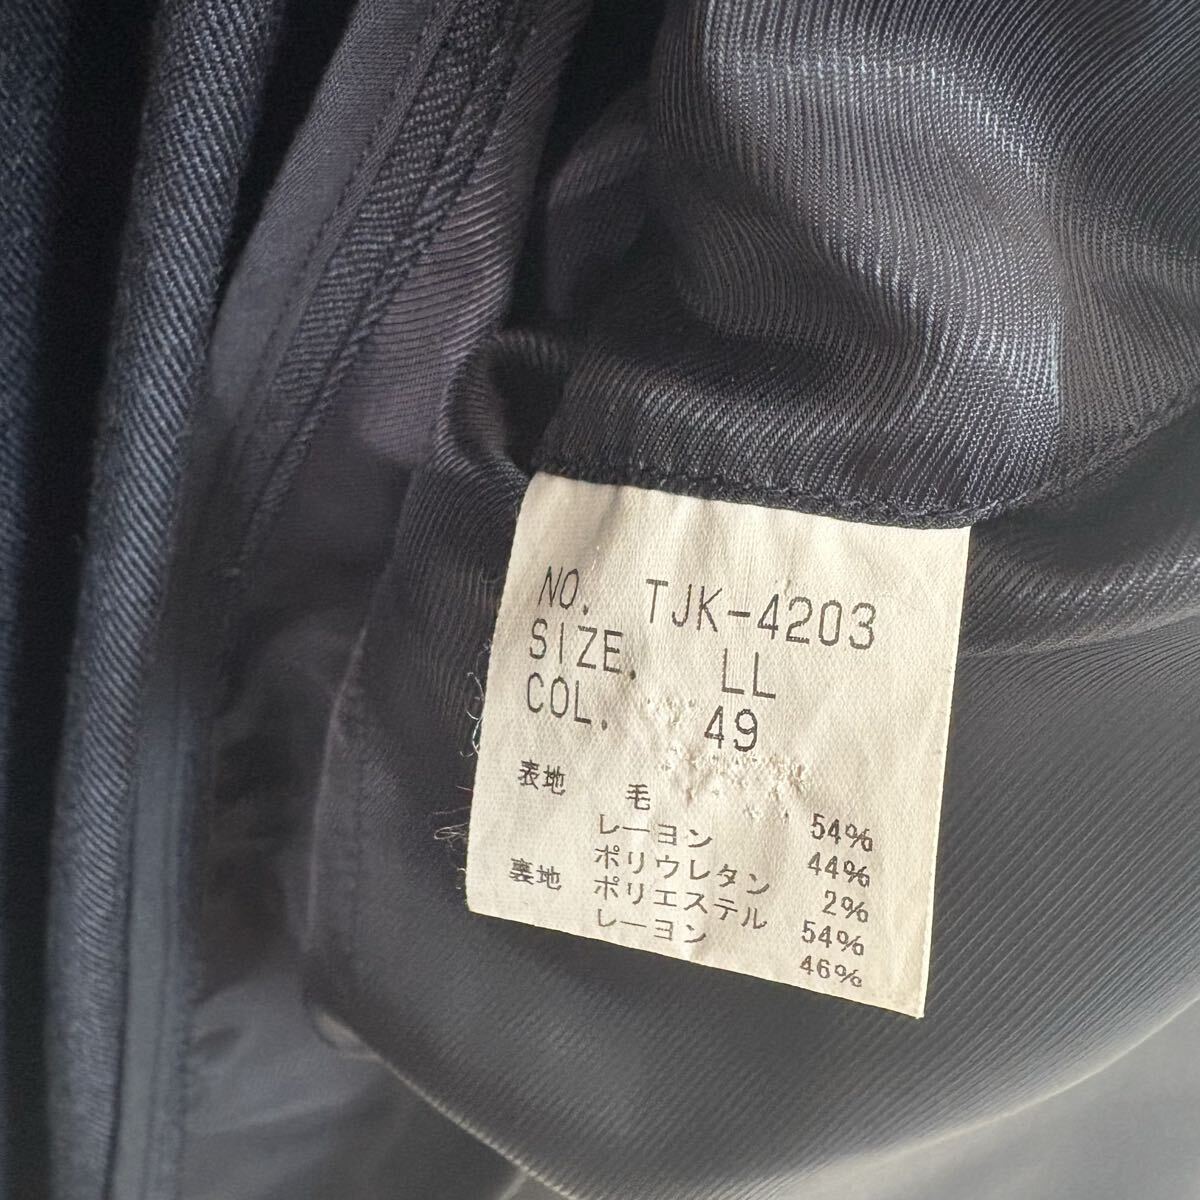 NO. TJK-4203
SIZE. LL
COL. 49
表地 毛 54%
レーヨン 44%
ポリウレタン 2%
裏地 ポリエステル 54%
レーヨン 46%